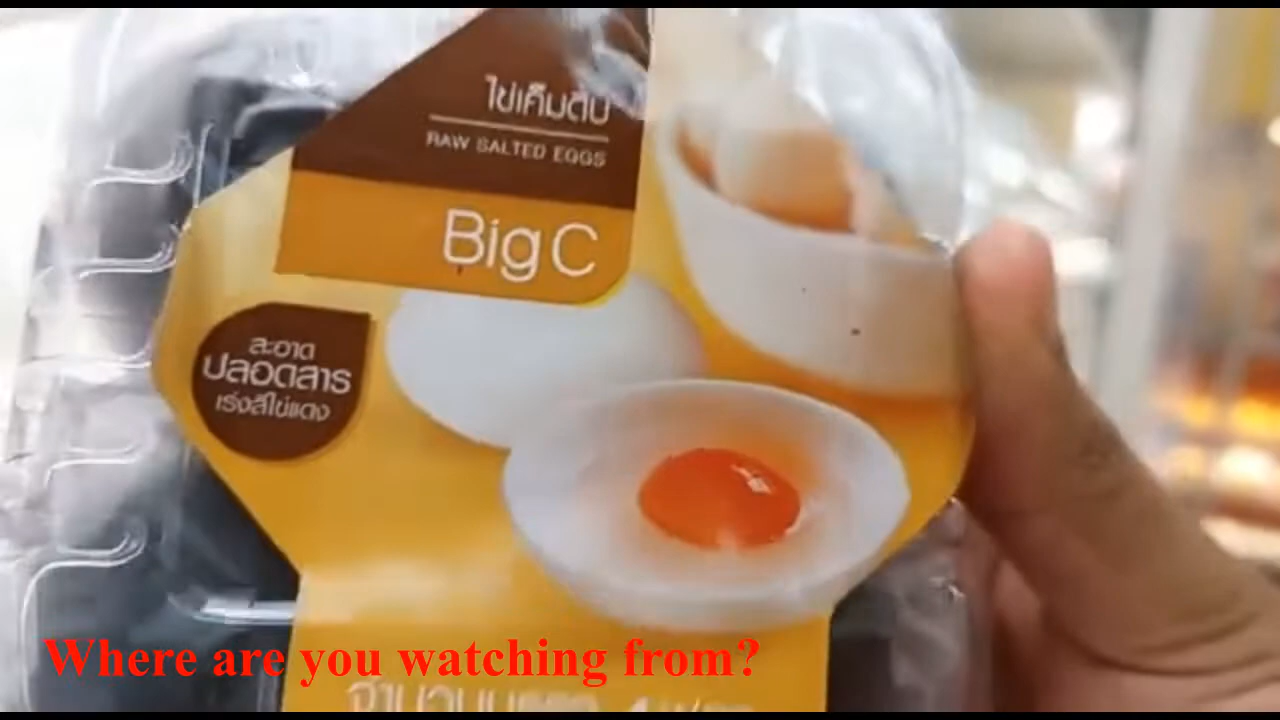 ไข่เค็มดิบ
RAW SALTED EGGS
Big C
สะอาด
ปลอดสาร
เร่งสีไข่แดง
Where are you watching from?